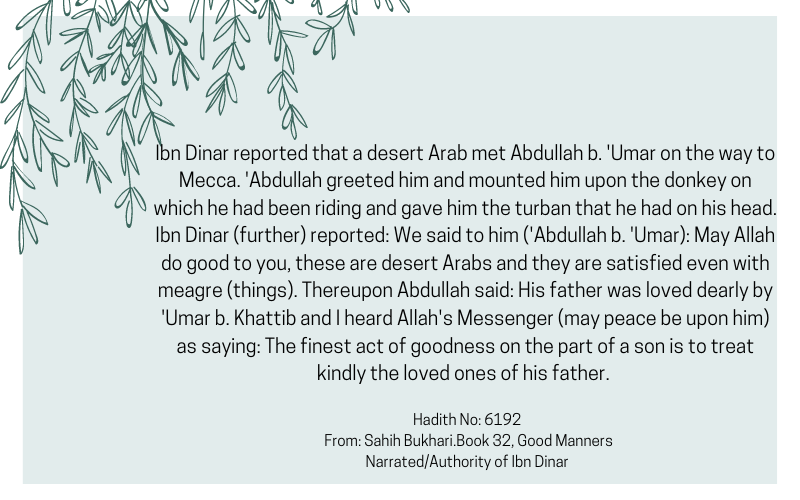 Ibn Dinar reported that a desert Arab met Abdullah b. 'Umar on the way to
Mecca. 'Abdullah greeted him and mounted him upon the donkey on
which he had been riding and gave him the turban that he had on his head.
Ibn Dinar (further) reported: We said to him ('Abdullah b. 'Umar): May Allah
do good to you, these are desert Arabs and they are satisfied even with
meagre (things). Thereupon Abdullah said: His father was loved dearly by
'Umar b. Khattib and I heard Allah's Messenger (may peace be upon him)
as saying: The finest act of goodness on the part of a son is to treat
kindly the loved ones of his father.
Hadith No: 6192
From: Sahih Bukhari.Book 32, Good Manners
Narrated/Authority of Ibn Dinar